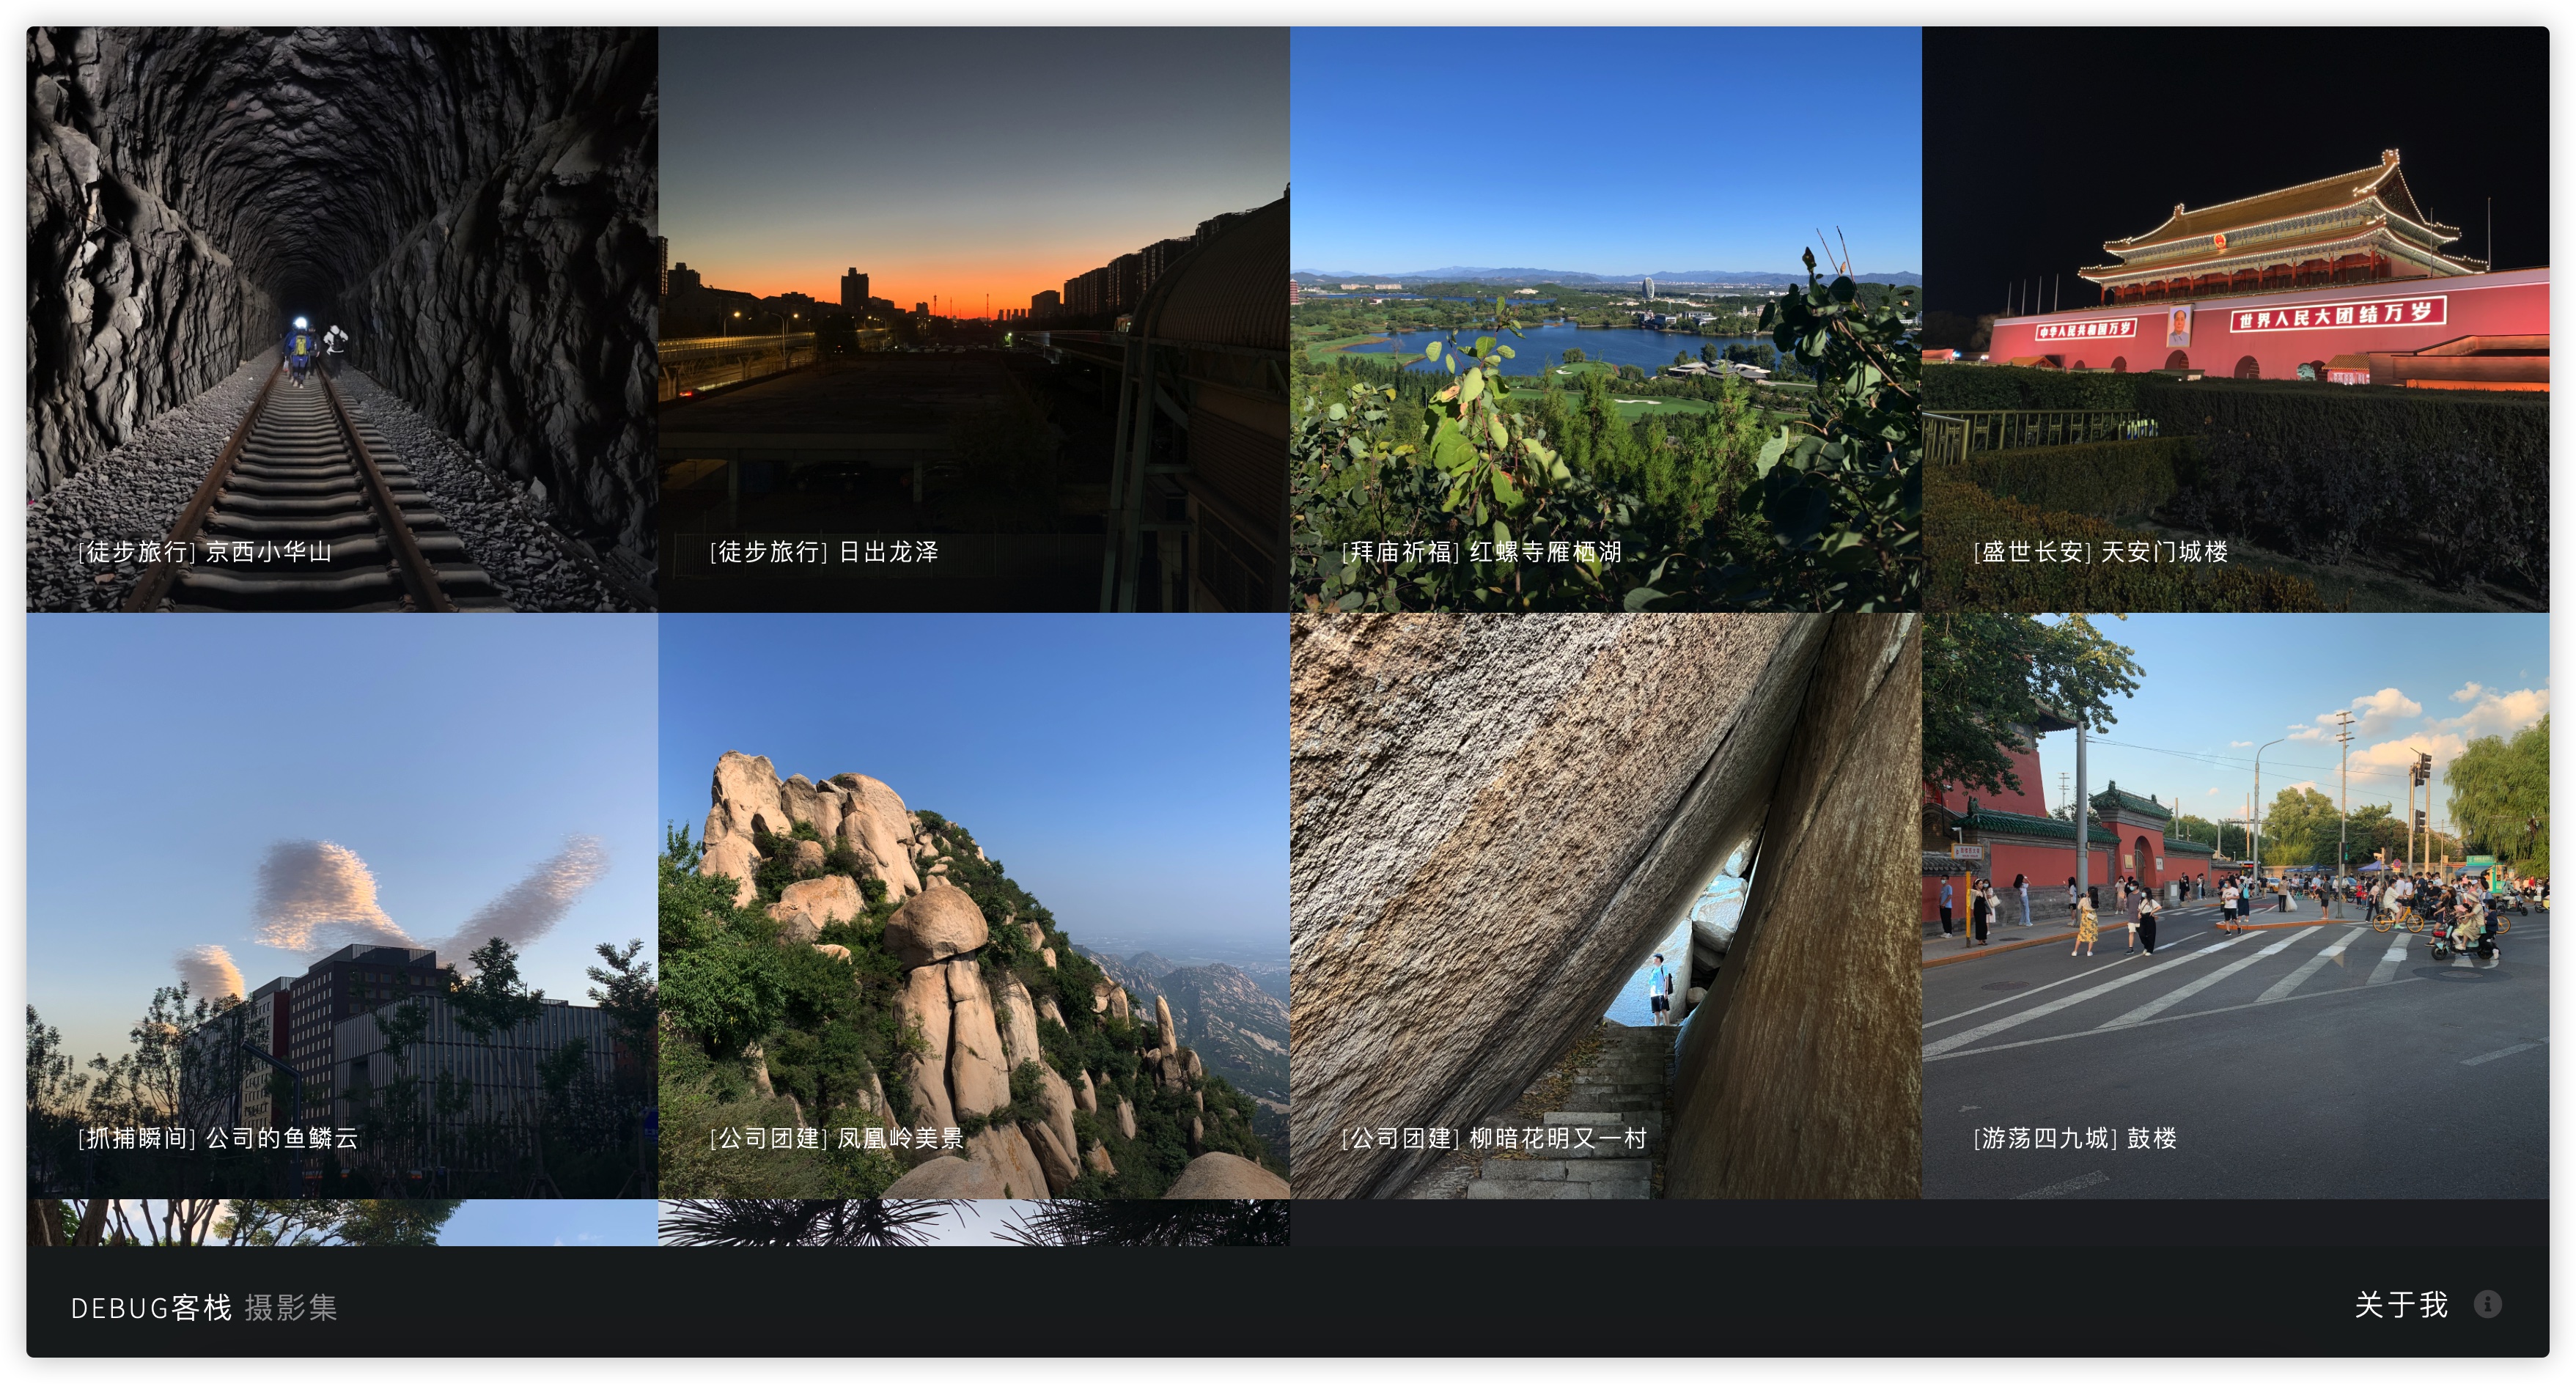 中华人民共和国万岁
世界人民大团结万岁
[徒步旅行] 京西小华山
[徒步旅行] 日出龙泽
[拜庙祈福] 红螺寺雁栖湖
[盛世长安] 天安门城楼
[抓捕瞬间] 公司的鱼鳞云
[公司团建] 凤凰岭美景
[公司团建] 柳暗花明又一村
[游荡四九城] 鼓楼
DEBUG客栈 摄影集
关于我